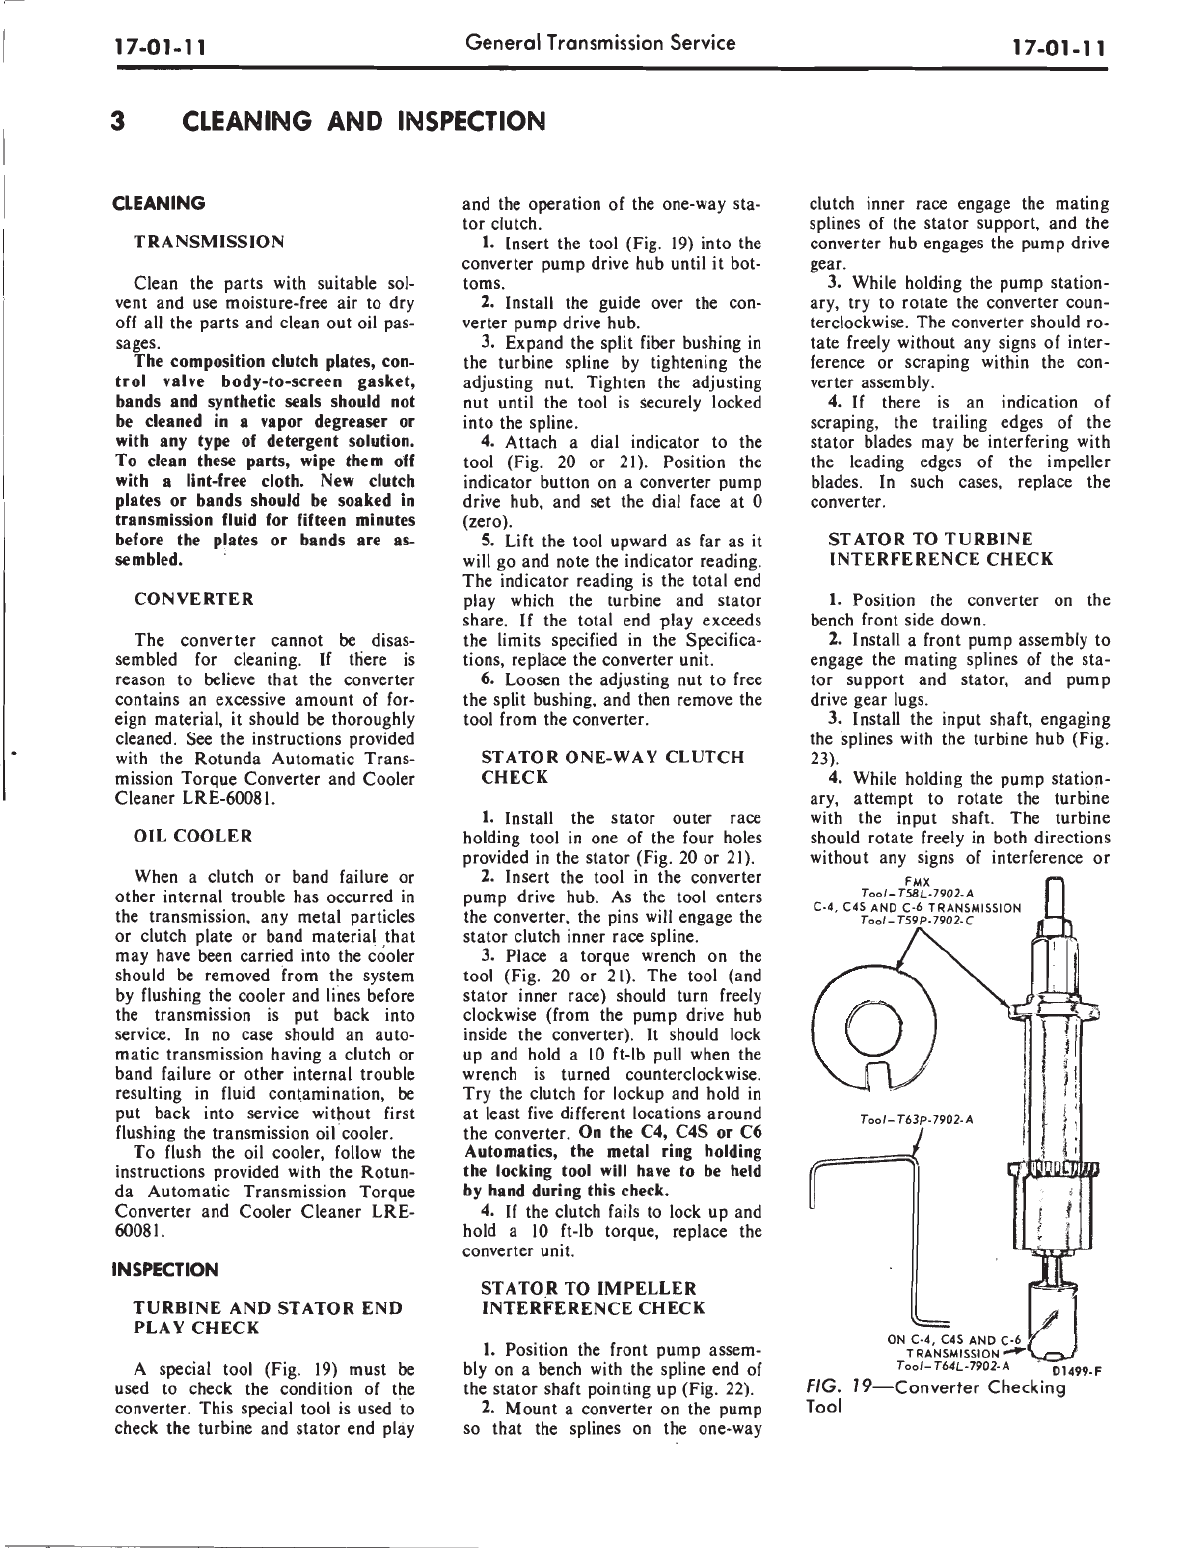 17-01-11
General Transmission Service
17-01-11
3 CLEANING AND INSPECTION
CLEANING
TRANSMISSION
Clean the parts with suitable sol-
vent and use moisture-free air to dry
off all the parts and clean out oil pas-
sages.
The composition clutch plates, con-
trol valve body-to-screen gasket,
bands and synthetic seals should not
be cleaned in a vapor degreaser or
with any type of detergent solution.
To clean these parts, wipe them off
with a lint-free cloth. New clutch
plates or bands should be soaked in
transmission fluid for fifteen minutes
before the plates or bands are as-
sembled.
CONVERTER
The converter cannot be disas-
sembled for cleaning. If there is
reason to believe that the converter
contains an excessive amount of for-
eign material, it should be thoroughly
cleaned. See the instructions provided
with the Rotunda Automatic Trans-
mission Torque Converter and Cooler
Cleaner LRE-60081.
OIL COOLER
When a clutch or band failure or
other internal trouble has occurred in
the transmission, any metal particles
or clutch plate or band material that
may have been carried into the cooler
should be removed from the system
by flushing the cooler and lines before
the transmission is put back into
service. In no case should an auto-
matic transmission having a clutch or
band failure or other internal trouble
resulting in fluid contamination, be
put back into service without first
flushing the transmission oil cooler.
To flush the oil cooler, follow the
instructions provided with the Rotun-
da Automatic Transmission Torque
Converter and Cooler Cleaner LRE-
60081.
INSPECTION
TURBINE AND STATOR END
PLAY CHECK
A special tool (Fig. 19) must be
used to check the condition of the
converter. This special tool is used to
check the turbine and stator end play
and the operation of the one-way sta-
tor clutch.
1. Insert the tool (Fig. 19) into the
converter pump drive hub until it bot-
toms.
2. Install the guide over the con-
verter pump drive hub.
3. Expand the split fiber bushing in
the turbine spline by tightening the
adjusting nut. Tighten the adjusting
nut until the tool is securely locked
into the spline.
4. Attach a dial indicator to the
tool (Fig. 20 or 21). Position the
indicator button on a converter pump
drive hub, and set the dial face at 0
(zero).
5. Lift the tool upward as far as it
will go and note the indicator reading.
The indicator reading is the total end
play which the turbine and stator
share. If the total end play exceeds
the limits specified in the Specifica-
tions, replace the converter unit.
6. Loosen the adjusting nut to free
the split bushing, and then remove the
tool from the converter.
STATOR ONE-WAY CLUTCH
CHECK
1. Install the stator outer race
holding tool in one of the four holes
provided in the stator (Fig. 20 or 21).
2. Insert the tool in the converter
pump drive hub. As the tool enters
the converter, the pins will engage the
stator clutch inner race spline.
3. Place a torque wrench on the
tool (Fig. 20 or 21). The tool (and
stator inner race) should turn freely
clockwise (from the pump drive hub
inside the converter). It should lock
up and hold a 10 ft-lb pull when the
wrench is turned counterclockwise.
Try the clutch for lockup and hold in
at least five different locations around
the converter. On the C4, C4S or C6
Automatics, the metal ring holding
the locking tool will have to be held
by hand during this check.
4. If the clutch fails to lock up and
hold a 10 ft-lb torque, replace the
converter unit.
STATOR TO IMPELLER
INTERFERENCE CHECK
1. Position the front pump assem-
bly on a bench with the spline end of
the stator shaft pointing up (Fig. 22).
2. Mount a converter on the pump
so that the splines on the one-way
clutch inner race engage the mating
splines of the stator support, and the
converter hub engages the pump drive
gear.
3. While holding the pump station-
ary, try to rotate the converter coun-
terclockwise. The converter should ro-
tate freely without any signs of inter-
ference or scraping within the con-
verter assembly.
4. If there is an indication of
scraping, the trailing edges of the
stator blades may be interfering with
the leading edges of the impeller
blades. In such cases, replace the
converter.
STATOR TO TURBINE
INTERFERENCE CHECK
1. Position the converter on the
bench front side down.
2. Install a front pump assembly to
engage the mating splines of the sta-
tor support and stator, and pump
drive gear lugs.
3. Install the input shaft, engaging
the splines with the turbine hub (Fig.
23).
4. While holding the pump station-
ary, attempt to rotate the turbine
with the input shaft. The turbine
should rotate freely in both directions
without any signs of interference or
FMX
Tool–T58L-7902-A
C-4, C4S AND C-6 TRANSMISSION
Tool–T59P-7902-C
Tool–T63P-7902-A
ON C-4, C4S AND C-6
TRANSMISSION
Tool–T64L-7902-A
D1499-F
FIG. 19—Converter Checking
Tool